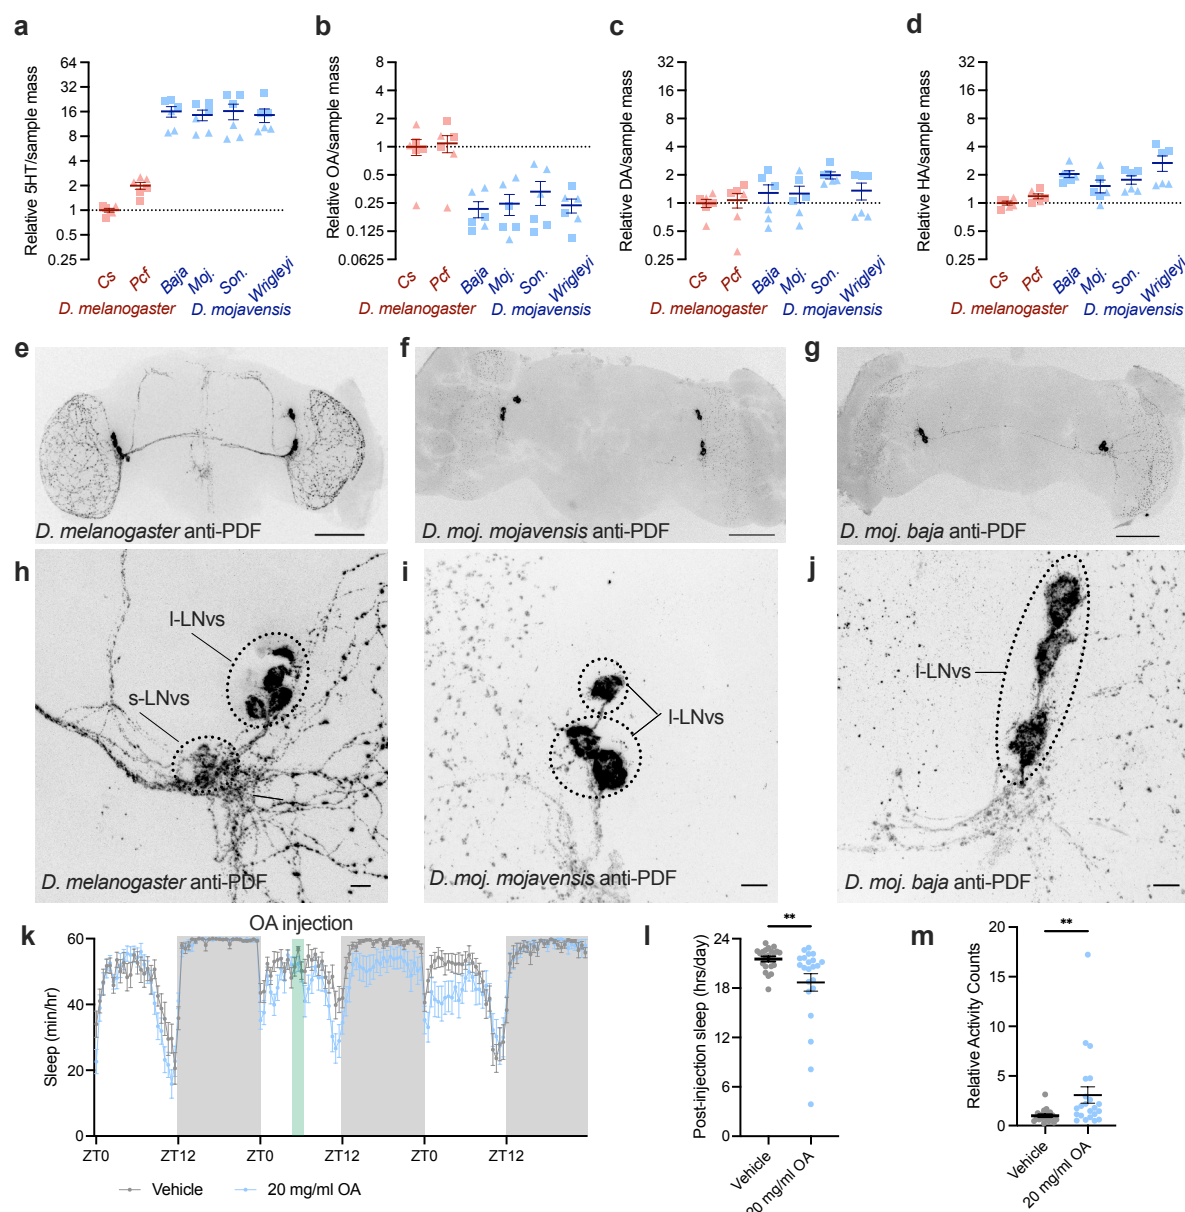 a
b
c
d
Relative 5HT/sample mass
64
32
16
8
4
2
1
0.5
0.25
Cs
Pcf
Baja
Moj.
Son.
Wrigleyi
D. melanogaster
D. mojavensis
Relative OA/sample mass
8
4
2
1
0.5
0.25
0.125
0.0625
Cs
Pcf
Baja
Moj.
Son.
Wrigleyi
D. melanogaster
D. mojavensis
Relative DA/sample mass
32
16
8
4
2
1
0.5
0.25
Cs
Pcf
Baja
Moj.
Son.
Wrigleyi
D. melanogaster
D. mojavensis
Relative HA/sample mass
32
16
8
4
2
1
0.5
0.25
Cs
Pcf
Baja
Moj.
Son.
Wrigleyi
D. melanogaster
D. mojavensis
e
D. melanogaster anti-PDF
f
D. moj. mojavensis anti-PDF
g
D. moj. baja anti-PDF
h
l-LNvs
s-LNvs
D. melanogaster anti-PDF
i
l-LNvs
D. moj. mojavensis anti-PDF
j
l-LNvs
D. moj. baja anti-PDF
k
OA injection
Sleep (min/hr)
60
40
20
0
ZT0
ZT12
ZT0
ZT12
ZT0
ZT12
Vehicle
20 mg/ml OA
l
**
Post-injection sleep (hrs/day)
24
18
12
6
0
Vehicle
20 mg/ml OA
m
**
Relative Activity Counts
20
15
10
5
0
Vehicle
20 mg/ml OA